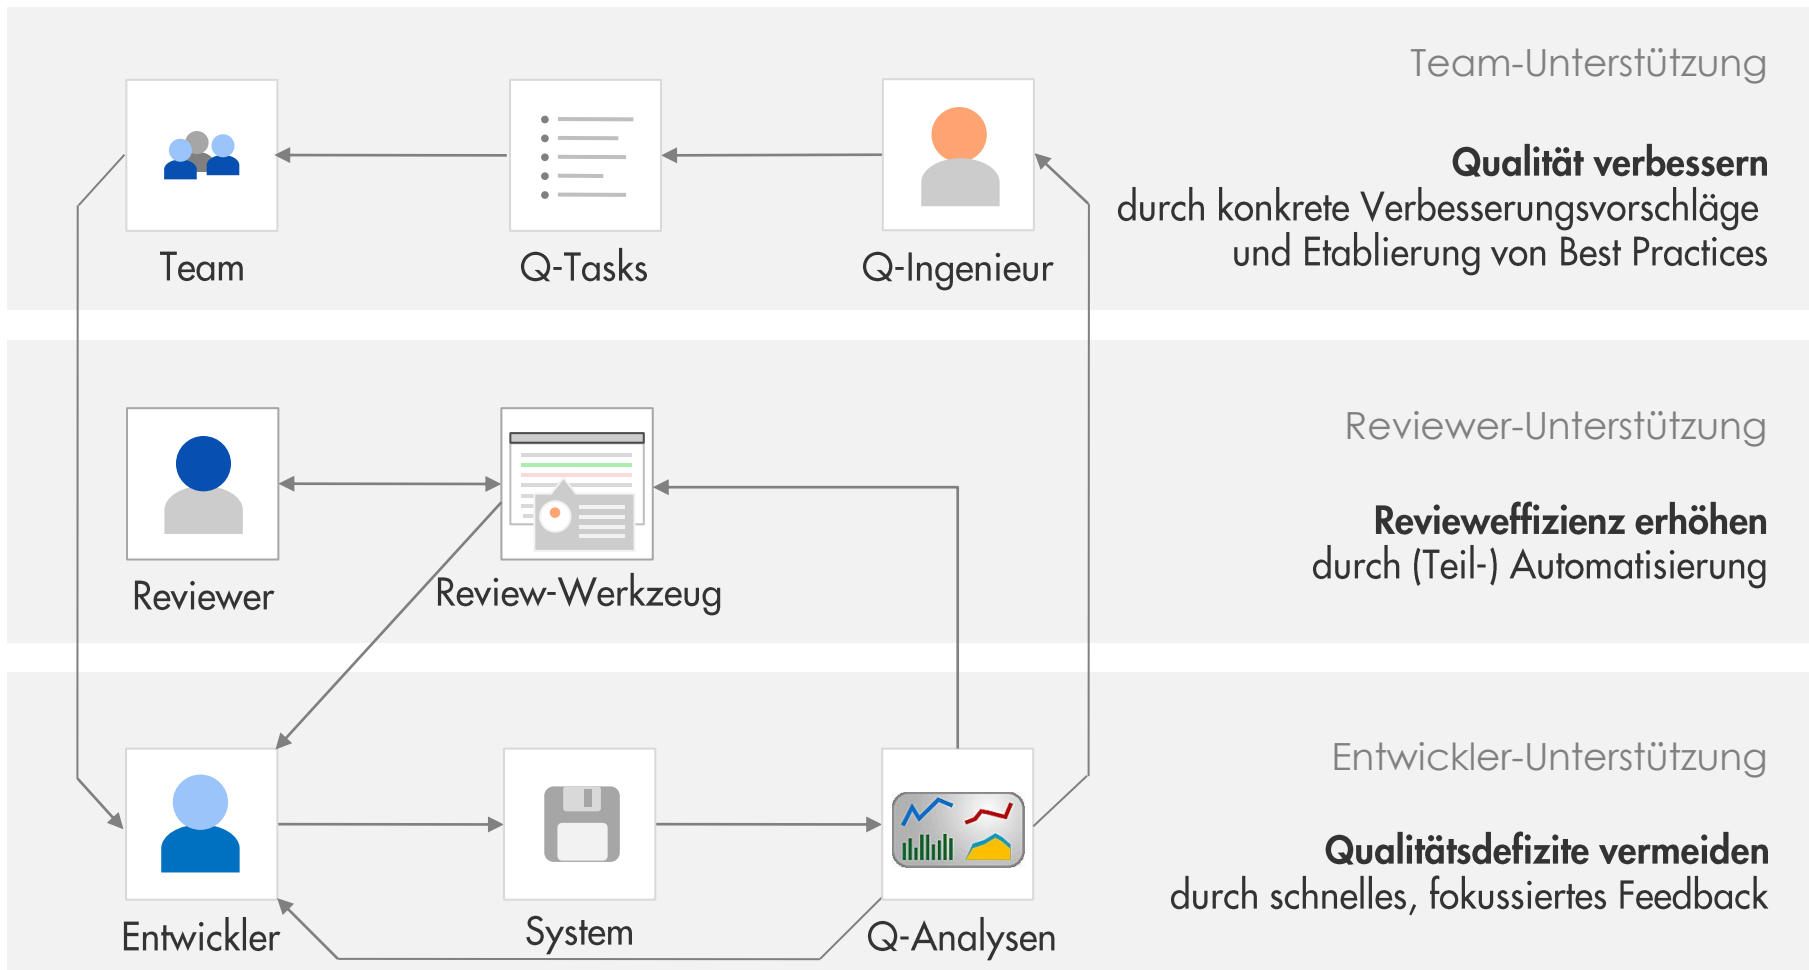 Team-Unterstützung
Qualität verbessern
durch konkrete Verbesserungsvorschläge
und Etablierung von Best Practices
Team
Q-Tasks
Q-Ingenieur
Reviewer-Unterstützung
Revieweffizienz erhöhen
durch (Teil-) Automatisierung
Reviewer
Review-Werkzeug
Entwickler-Unterstützung
Qualitätsdefizite vermeiden
durch schnelles, fokussiertes Feedback
Entwickler
System
Q-Analysen